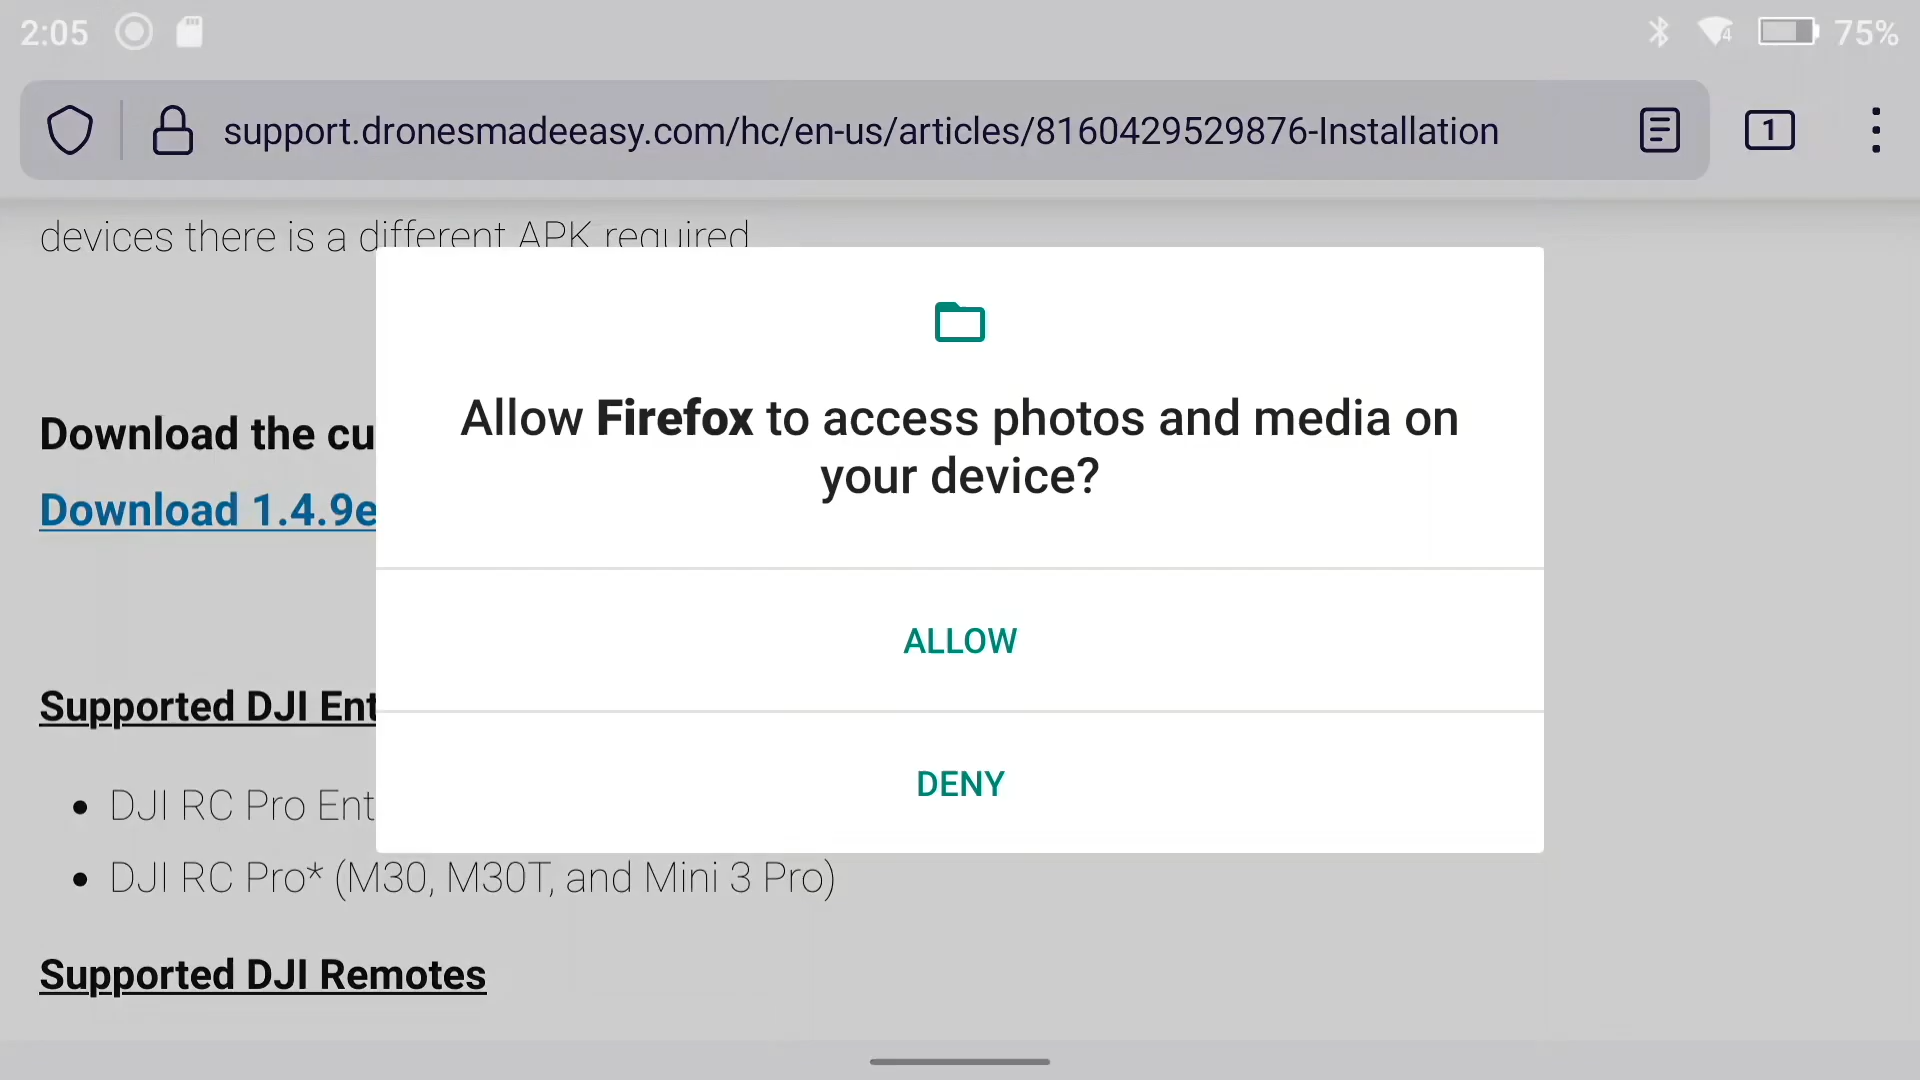 2:05
4
75%
support.dronesmadeeasy.com/hc/en-us/articles/8160429529876-Installation
1
devices there is a different APK required
Allow Firefox to access photos and media on
your device?
Download the cu
Download 1.4.9e
ALLOW
Supported DJI Ent
DENY
DJI RC Pro Ent
DJI RC Pro* (M30, M30T, and Mini 3 Pro)
Supported DJI Remotes